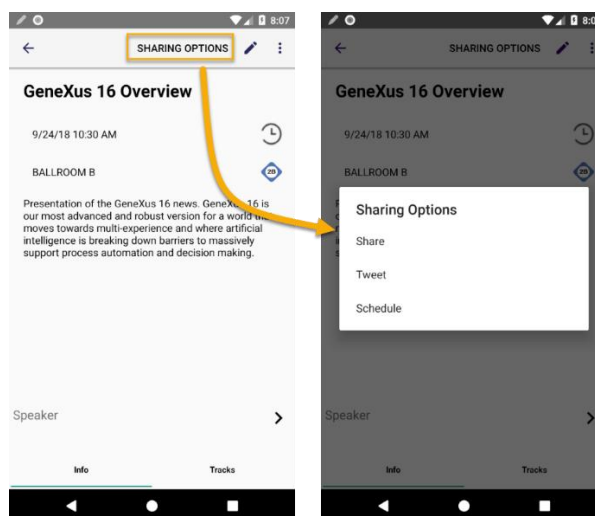 8:07
SHARING OPTIONS
GeneXus 16 Overview
9/24/18 10:30 AM
BALLROOM B
2B
Presentation of the GeneXus 16 news. GeneXus 16 is
our most advanced and robust version for a world
moves towards multi-experience and where artificial
intelligence is breaking down barriers to massively
support process automation and decision making.
Speaker
Info
Tracks
8:0
SHARING OPTIONS
GeneXus 16 Overview
9/24/18 10:30 AM
BALLROOM B
Sharing Options
Share
Tweet
Schedule
Speaker
Info
Tracks